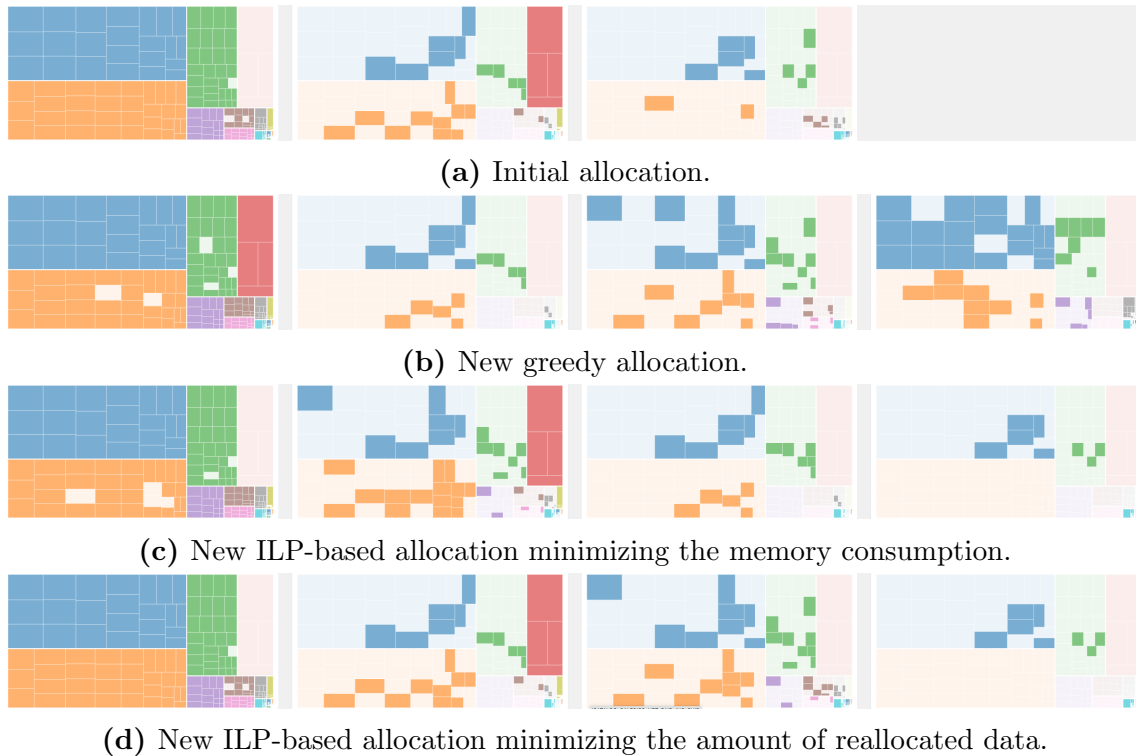 (a) Initial allocation.
(b) New greedy allocation.
(c) New ILP-based allocation minimizing the memory consumption.
(d) New ILP-based allocation minimizing the amount of reallocated data.